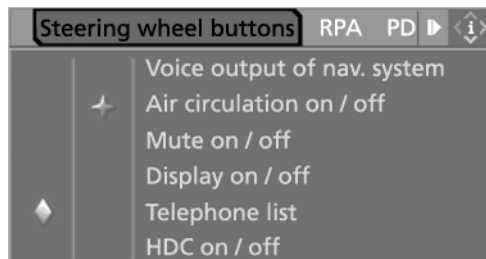 Steering wheel buttons RPA PD
Voice output of nav. system
Air circulation on / off
Mute on / off
Display on / off
Telephone list
HDC on / off